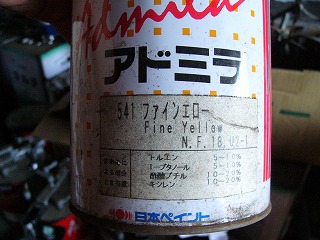 Admila
アドミラ
541 ファインエロー
Fine Yellow
N.F.18.02-1
トルエン 5~10%
1-ブタノール 5~10%
酢酸ブチル 10~20%
キシレン 10~20%
日本ペイント